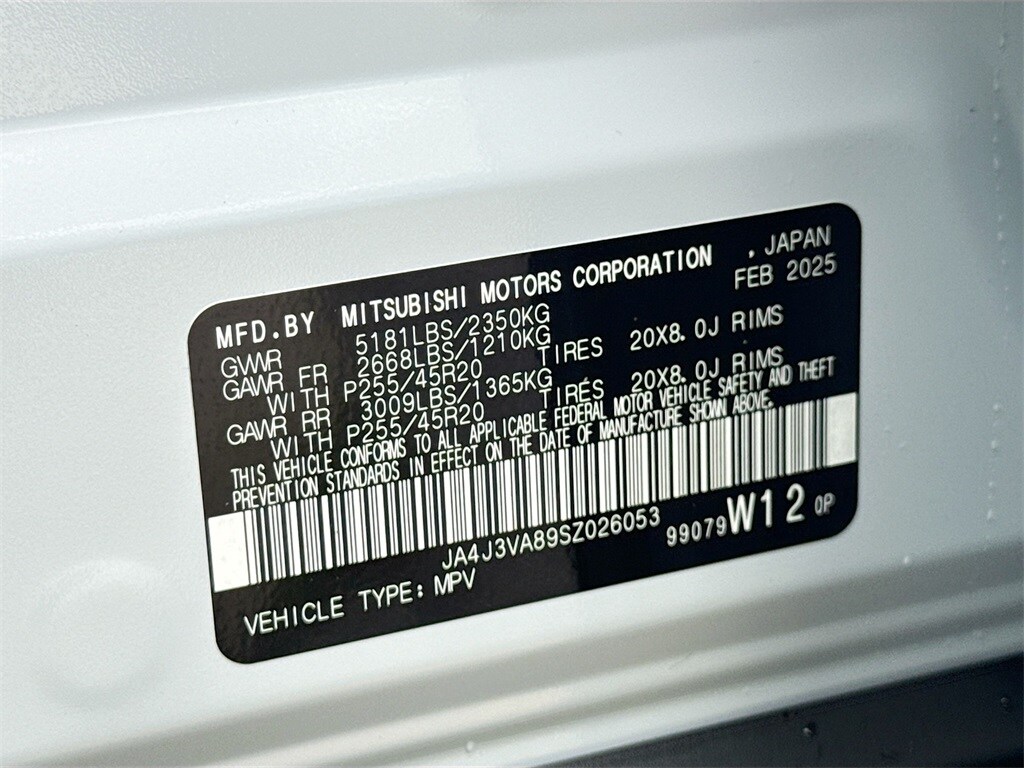 MFD.BY MITSUBISHI MOTORS CORPORATION , JAPAN
FEB 2025
GVWR 5181LBS/2350KG
GAWR FR 2668LBS/1210KG
WITH P255/45R20 TIRES 20X8.0J RIMS
GAWR RR 3009LBS/1365KG
WITH P255/45R20 TIRES 20X8.0J RIMS
THIS VEHICLE CONFORMS TO ALL APPLICABLE FEDERAL MOTOR VEHICLE SAFETY AND THEFT
PREVENTION STANDARDS IN EFFECT ON THE DATE OF MANUFACTURE SHOWN ABOVE.
JA4J3VA89SZ026053 99079 W12 0P
VEHICLE TYPE: MPV